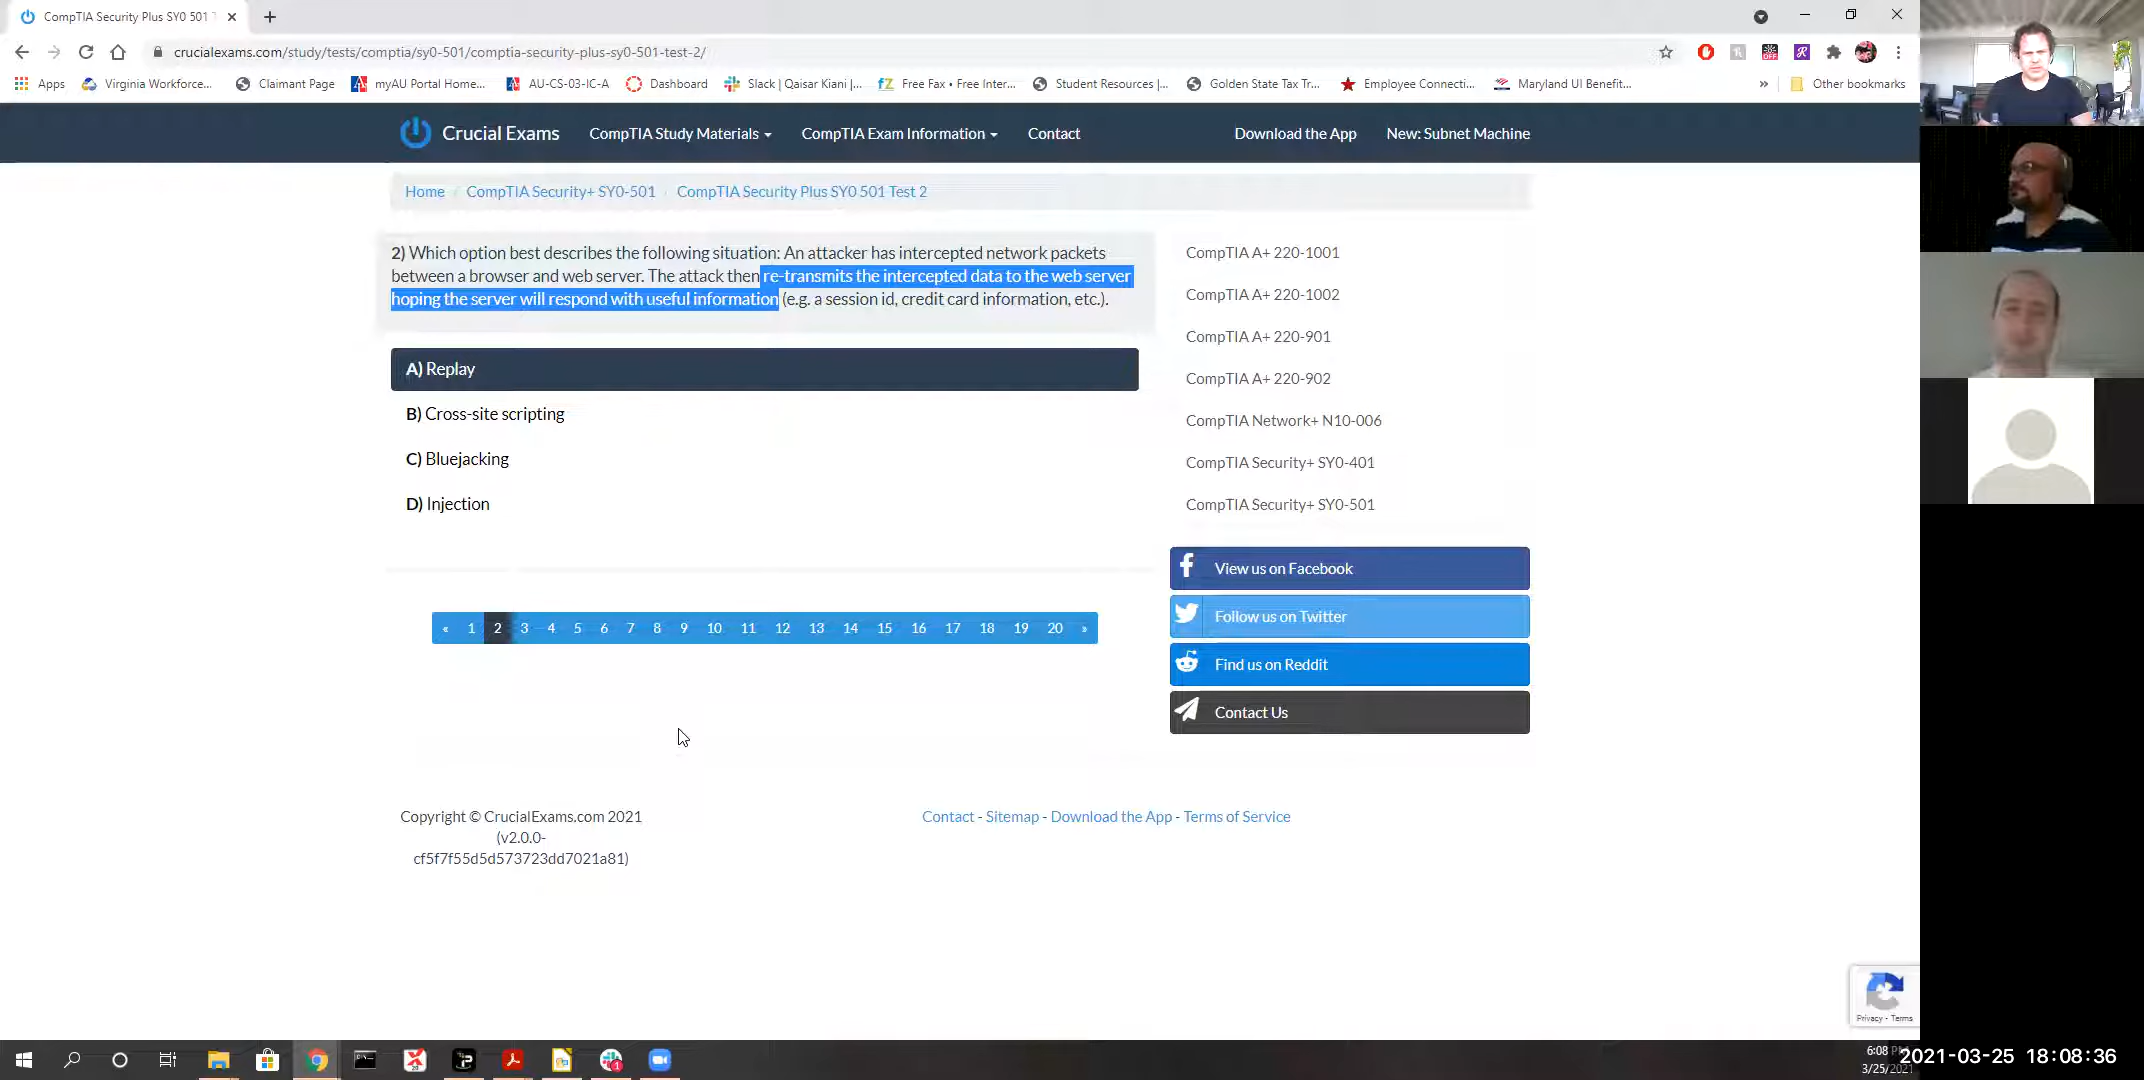 CompTIA Security Plus SY0 501 T
crucialexams.com/study/tests/comptia/sy0-501/comptia-security-plus-sy0-501-test-2/
Apps
Virginia Workforce...
Claimant Page
myAU Portal Home...
AU-CS-03-IC-A
Dashboard
Slack | Qaisar Kiani |...
Free Fax • Free Inter...
Student Resources |...
Golden State Tax Tr...
Employee Connecti...
Maryland UI Benefit...
Other bookmarks
Crucial Exams
CompTIA Study Materials
CompTIA Exam Information
Contact
Download the App
New: Subnet Machine
Home / CompTIA Security+ SY0-501 / CompTIA Security Plus SY0 501 Test 2
2) Which option best describes the following situation: An attacker has intercepted network packets
between a browser and web server. The attack then re-transmits the intercepted data to the web server
hoping the server will respond with useful information (e.g. a session id, credit card information, etc.).
A) Replay
B) Cross-site scripting
C) Bluejacking
D) Injection
« 1 2 3 4 5 6 7 8 9 10 11 12 13 14 15 16 17 18 19 20 »
CompTIA A+ 220-1001
CompTIA A+ 220-1002
CompTIA A+ 220-901
CompTIA A+ 220-902
CompTIA Network+ N10-006
CompTIA Security+ SY0-401
CompTIA Security+ SY0-501
View us on Facebook
Follow us on Twitter
Find us on Reddit
Contact Us
Copyright © CrucialExams.com 2021
(v2.0.0-
cf5f7f55d5d573723dd7021a81)
Contact - Sitemap - Download the App - Terms of Service
Privacy - Terms
6:08 PM
3/25/2021
2021-03-25 18:08:36